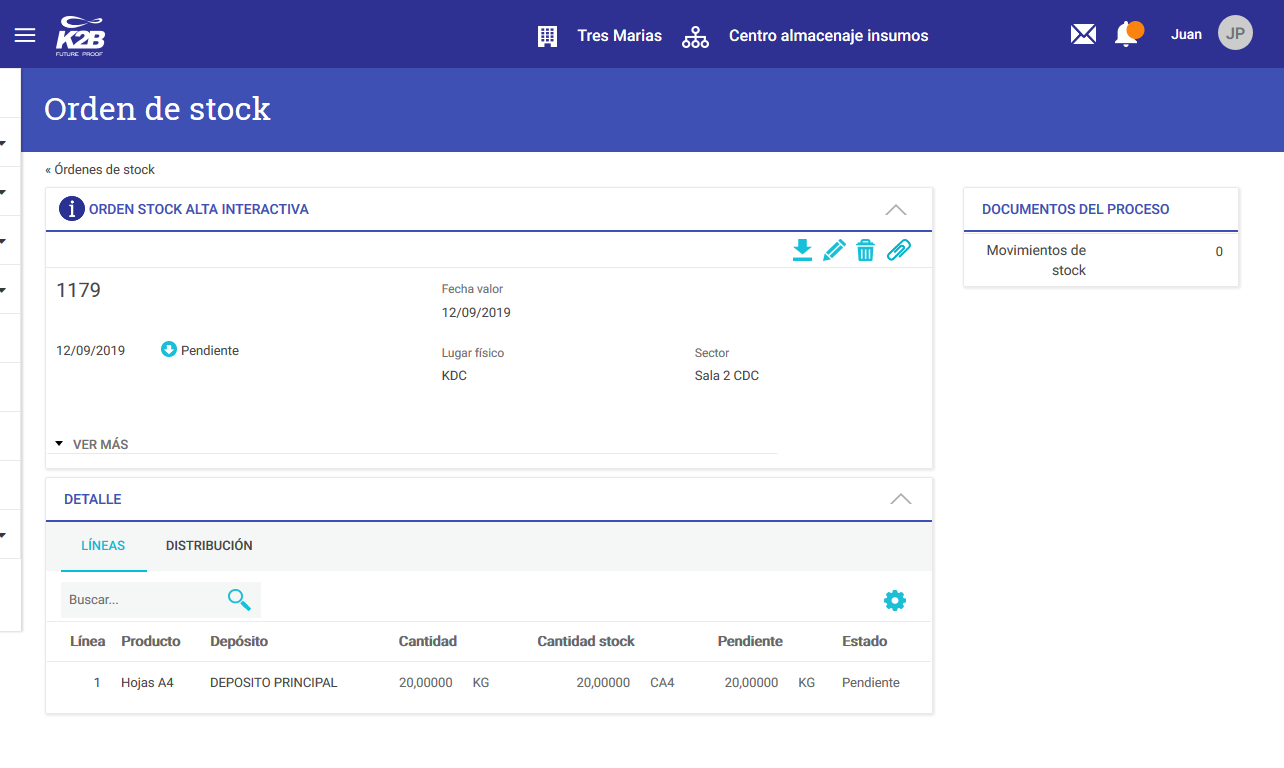 K2B
FUTURE PROOF
Tres Marias
Centro almacenaje insumos
Juan
JP
Orden de stock
« Órdenes de stock
i ORDEN STOCK ALTA INTERACTIVA
1179
Fecha valor
12/09/2019
12/09/2019 Pendiente
Lugar físico Sector
KDC Sala 2 CDC
VER MÁS
DOCUMENTOS DEL PROCESO
Movimientos de stock 0
DETALLE
LÍNEAS DISTRIBUCIÓN
Buscar...
Línea Producto Depósito Cantidad Cantidad stock Pendiente Estado
1 Hojas A4 DEPOSITO PRINCIPAL 20,00000 KG 20,00000 CA4 20,00000 KG Pendiente